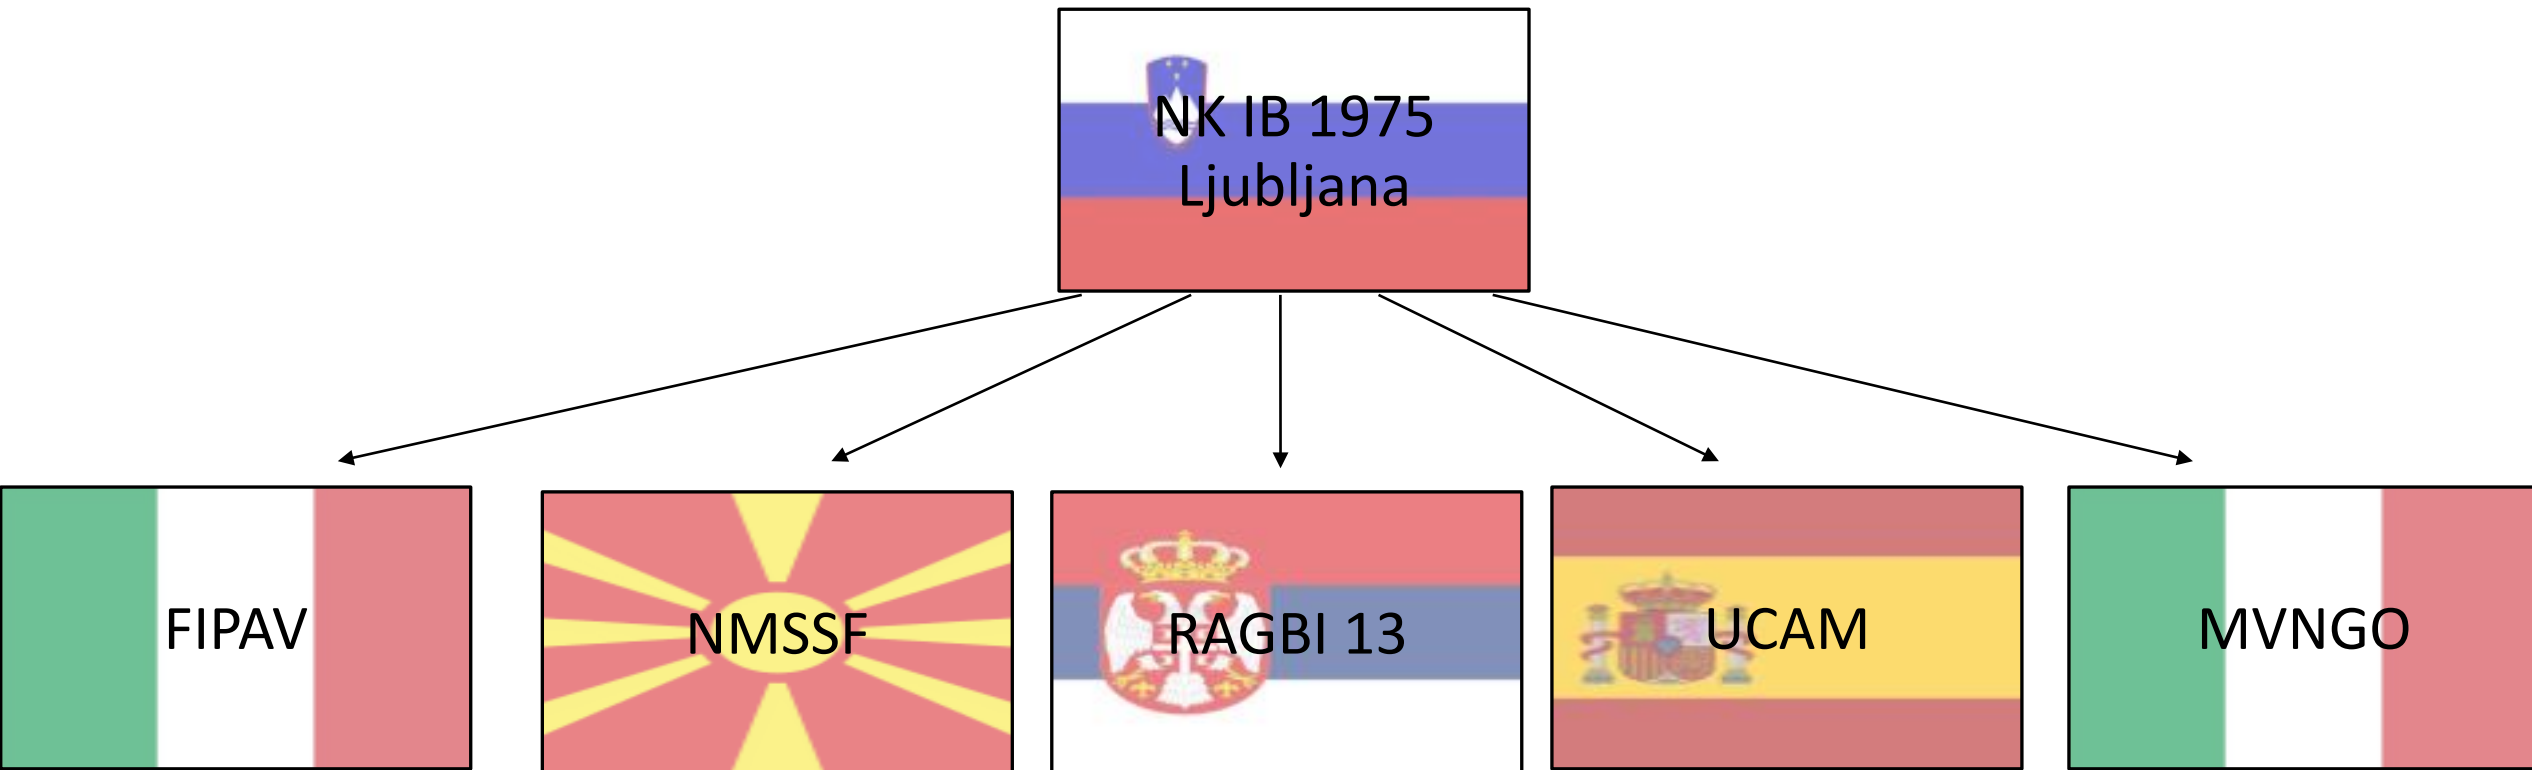 NK IB 1975
Ljubljana
FIPAV
NMSSF
RAGBI 13
UCAM
MVNGO